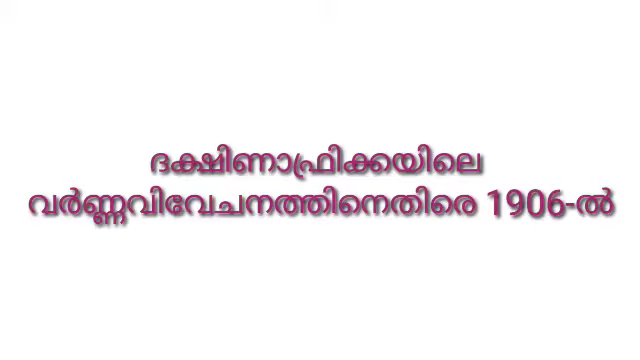 ദക്ഷിണാഫ്രിക്കയിലെ
വർണ്ണവിവേചനത്തിനെതിരെ 1906-ൽ